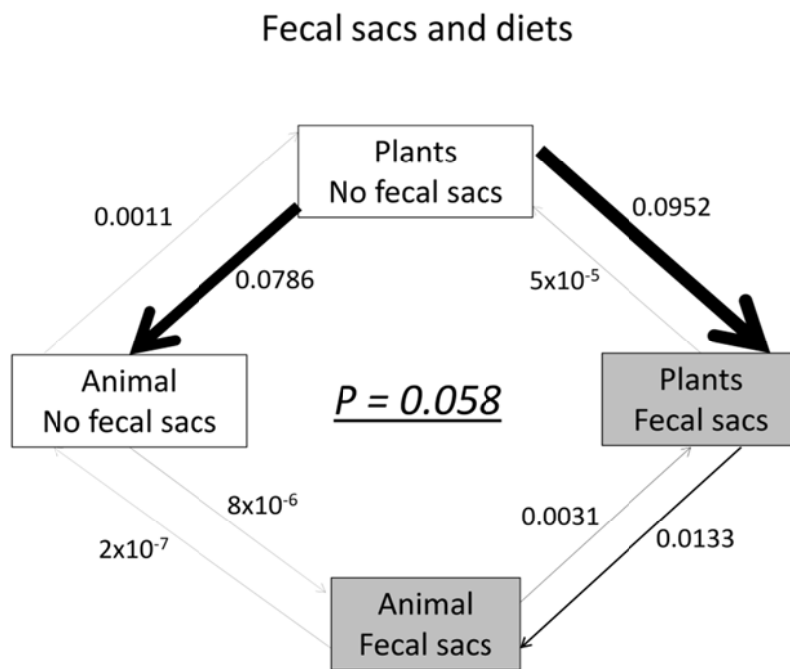 Fecal sacs and diets
Plants
No fecal sacs
0.0011
0.0952
0.0786
5x10⁻⁵
Animal
No fecal sacs
P = 0.058
Plants
Fecal sacs
8x10⁻⁶
0.0031
2x10⁻⁷
0.0133
Animal
Fecal sacs